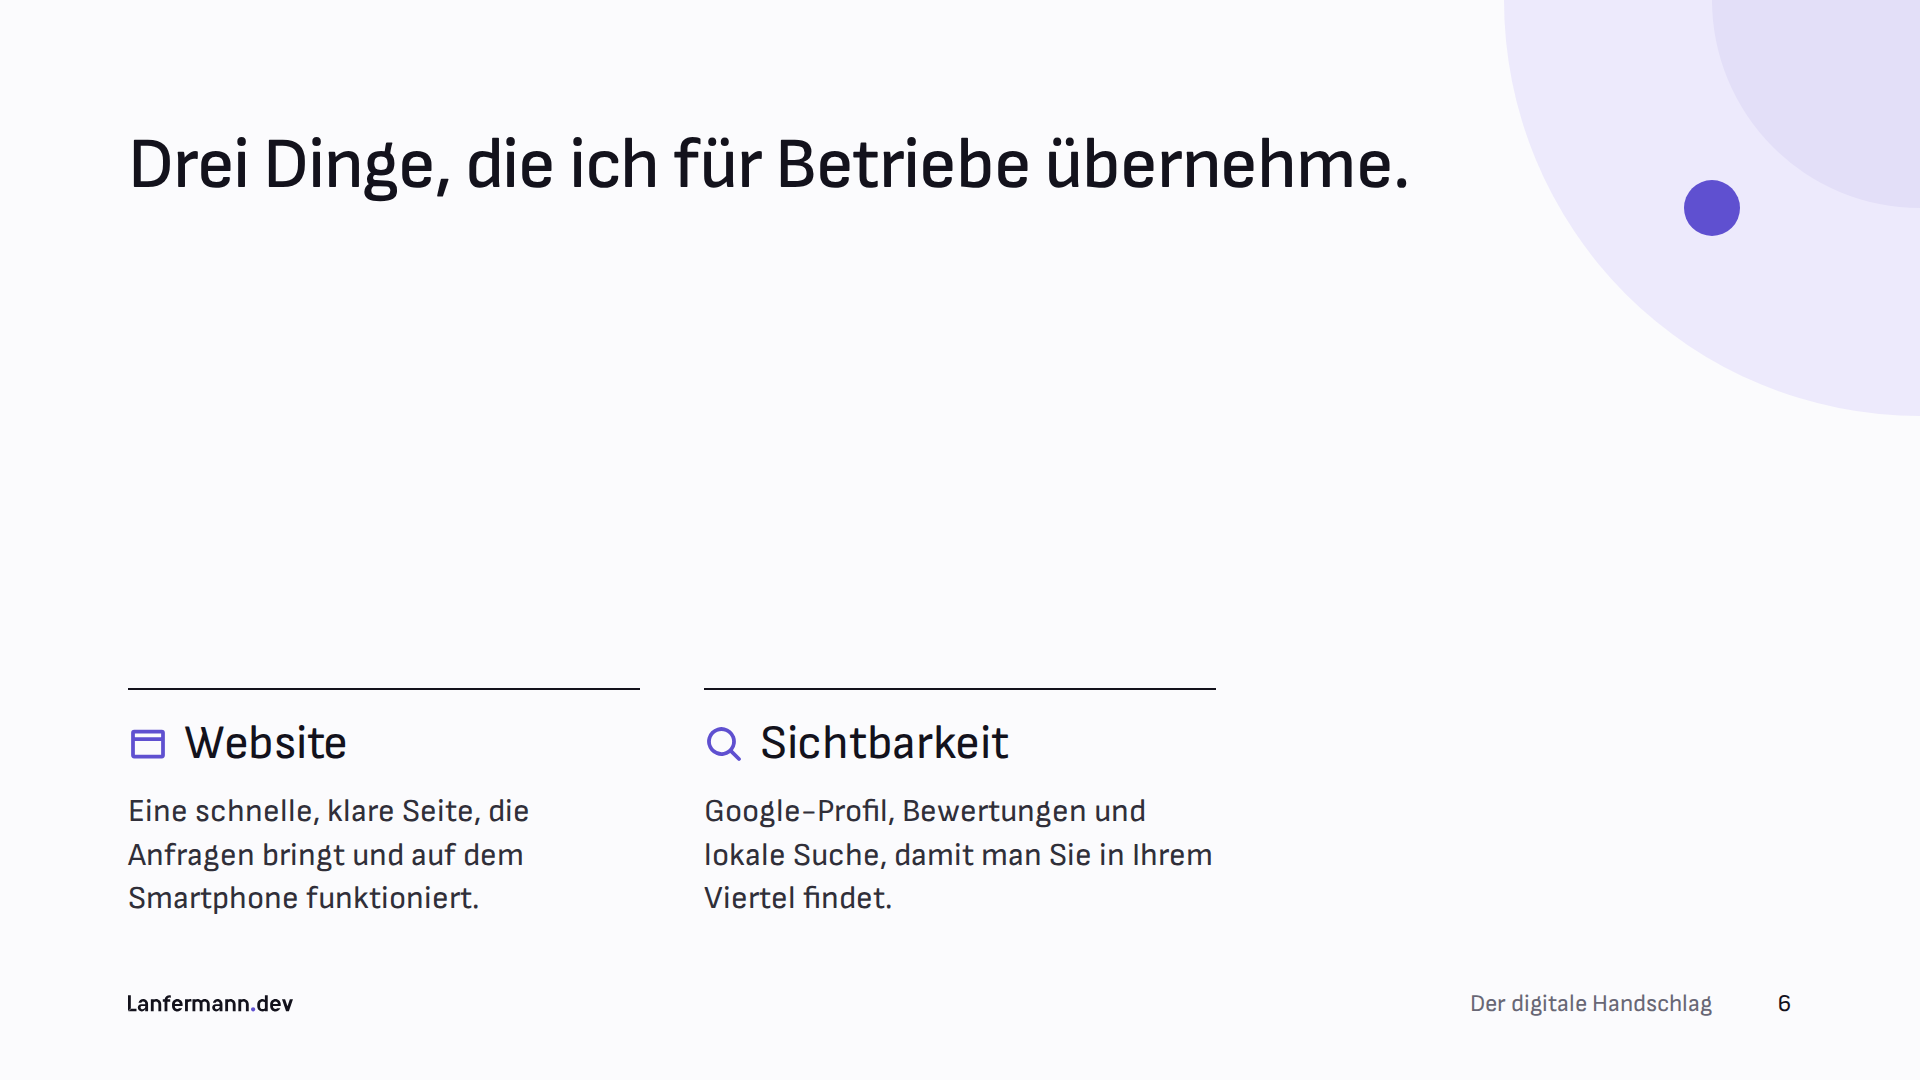 Drei Dinge, die ich für Betriebe übernehme.
Website
Eine schnelle, klare Seite, die
Anfragen bringt und auf dem
Smartphone funktioniert.
Sichtbarkeit
Google-Profil, Bewertungen und
lokale Suche, damit man Sie in Ihrem
Viertel findet.
Lanfermann.dev
Der digitale Handschlag
6